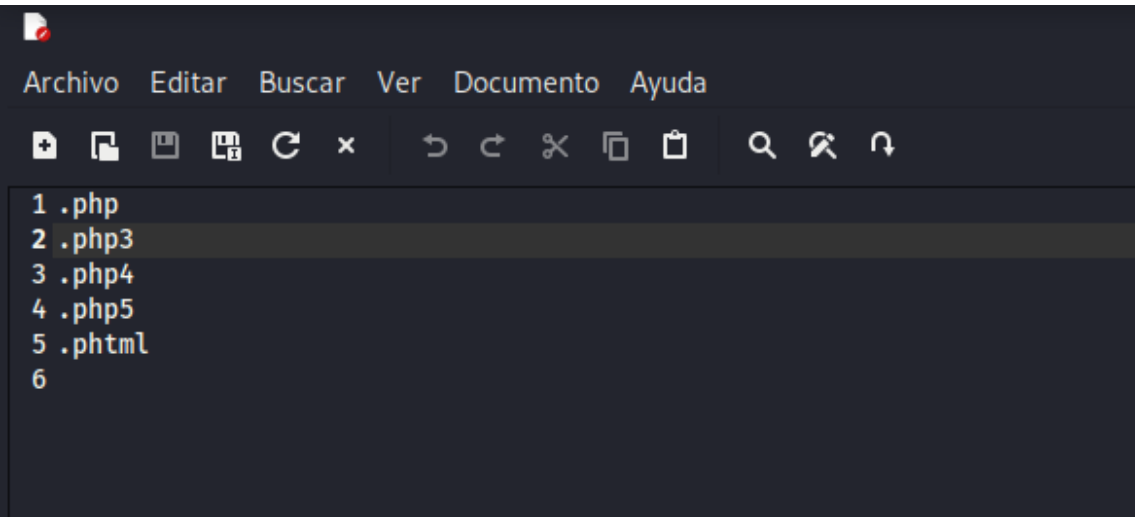 Archivo Editar Buscar Ver Documento Ayuda
1 .php
2 .php3
3 .php4
4 .php5
5 .phtml
6